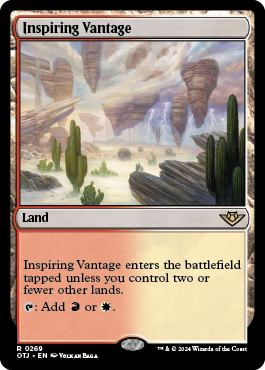 Inspiring Vantage
Land
Inspiring Vantage enters the battlefield
tapped unless you control two or
fewer other lands.
: Add or .
R 0269
OTJ • EN Volkan Baga
™ & © 2024 Wizards of the Coast